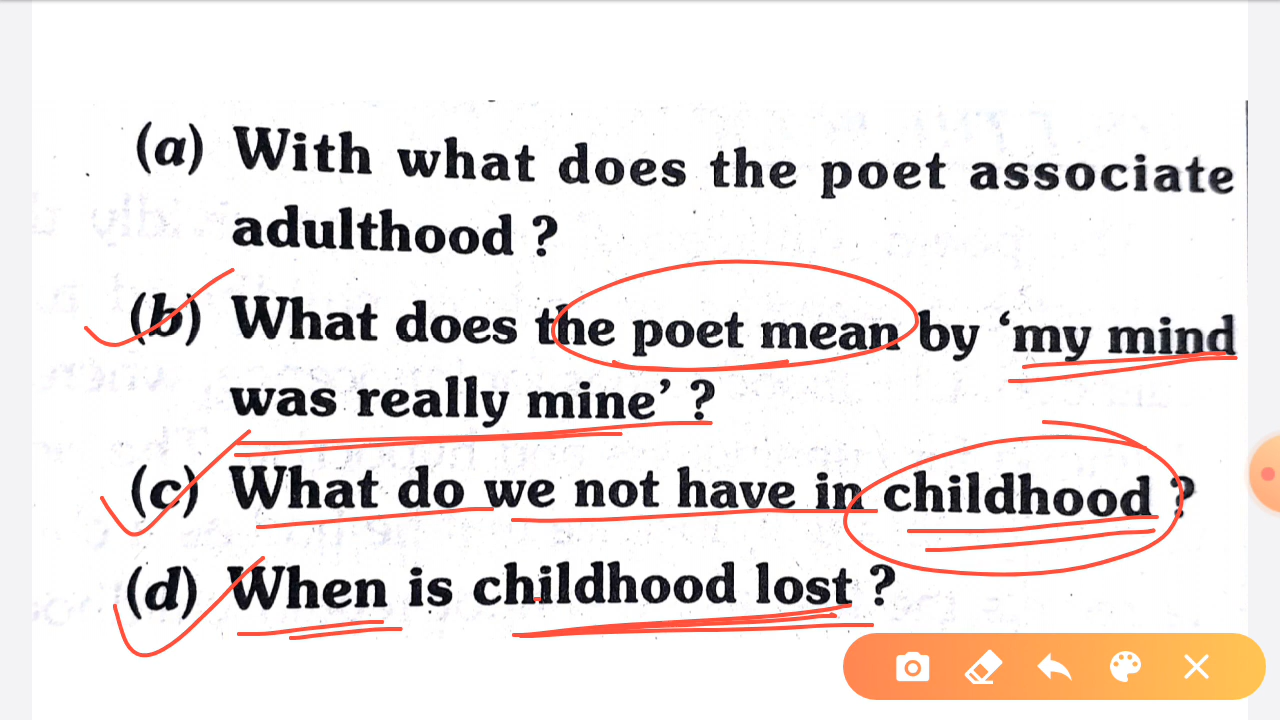 (a) With what does the poet associate
adulthood ?
(b) What does the poet mean by ‘my mind
was really mine’ ?
(c) What do we not have in childhood ?
(d) When is childhood lost ?